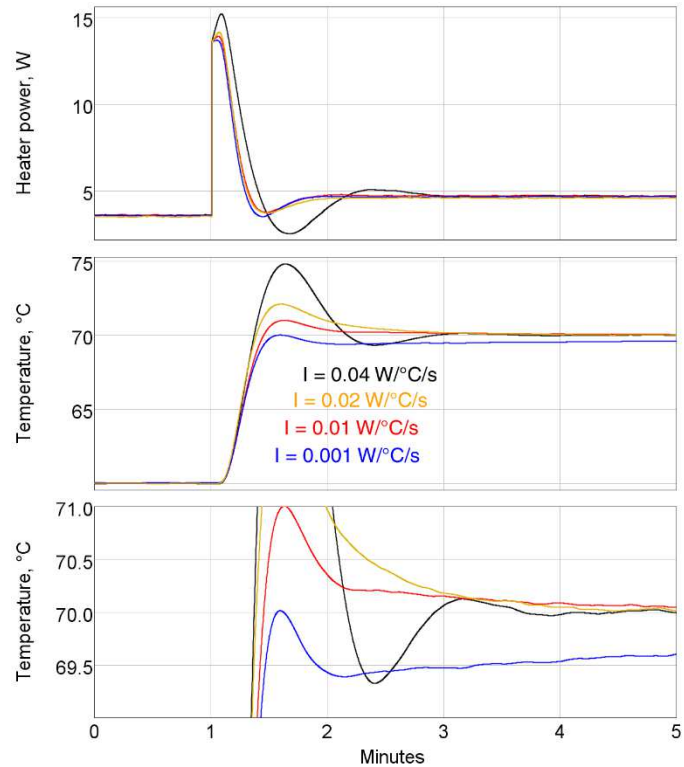 Heater power, W
15
10
5
Temperature, °C
75
70
65
I = 0.04 W/°C/s
I = 0.02 W/°C/s
I = 0.01 W/°C/s
I = 0.001 W/°C/s
Temperature, °C
71.0
70.5
70.0
69.5
0 1 2 3 4 5
Minutes